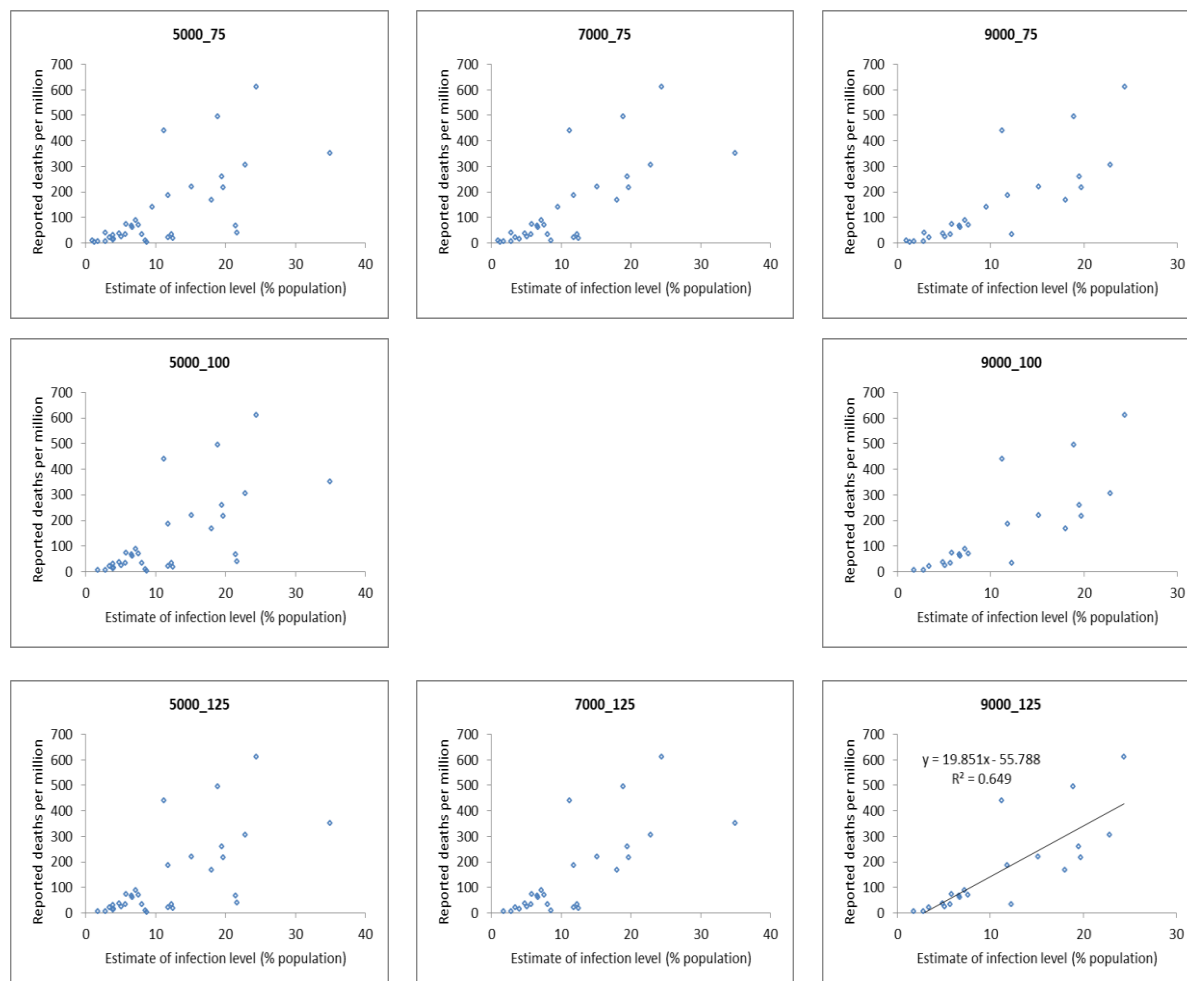 5000_75
Reported deaths per million
700
600
500
400
300
200
100
0
0 10 20 30 40
Estimate of infection level (% population)
7000_75
Reported deaths per million
700
600
500
400
300
200
100
0
0 10 20 30 40
Estimate of infection level (% population)
9000_75
Reported deaths per million
700
600
500
400
300
200
100
0
0 10 20 30
Estimate of infection level (% population)
5000_100
Reported deaths per million
700
600
500
400
300
200
100
0
0 10 20 30 40
Estimate of infection level (% population)
9000_100
Reported deaths per million
700
600
500
400
300
200
100
0
0 10 20 30
Estimate of infection level (% population)
5000_125
Reported deaths per million
700
600
500
400
300
200
100
0
0 10 20 30 40
Estimate of infection level (% population)
7000_125
Reported deaths per million
700
600
500
400
300
200
100
0
0 10 20 30 40
Estimate of infection level (% population)
9000_125
Reported deaths per million
700
600
500
400
300
200
100
0
y = 19.851x - 55.788
R² = 0.649
0 10 20 30
Estimate of infection level (% population)